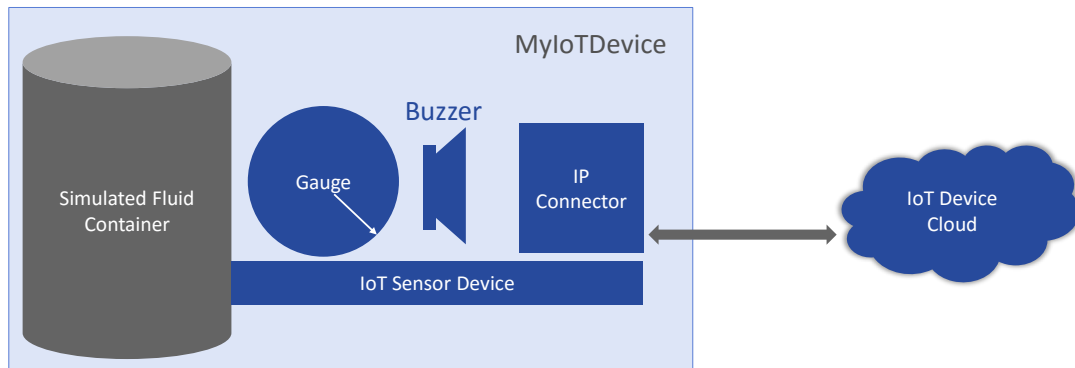 MyIoTDevice
Buzzer
Simulated Fluid
Container
Gauge
IP
Connector
IoT Device
Cloud
IoT Sensor Device